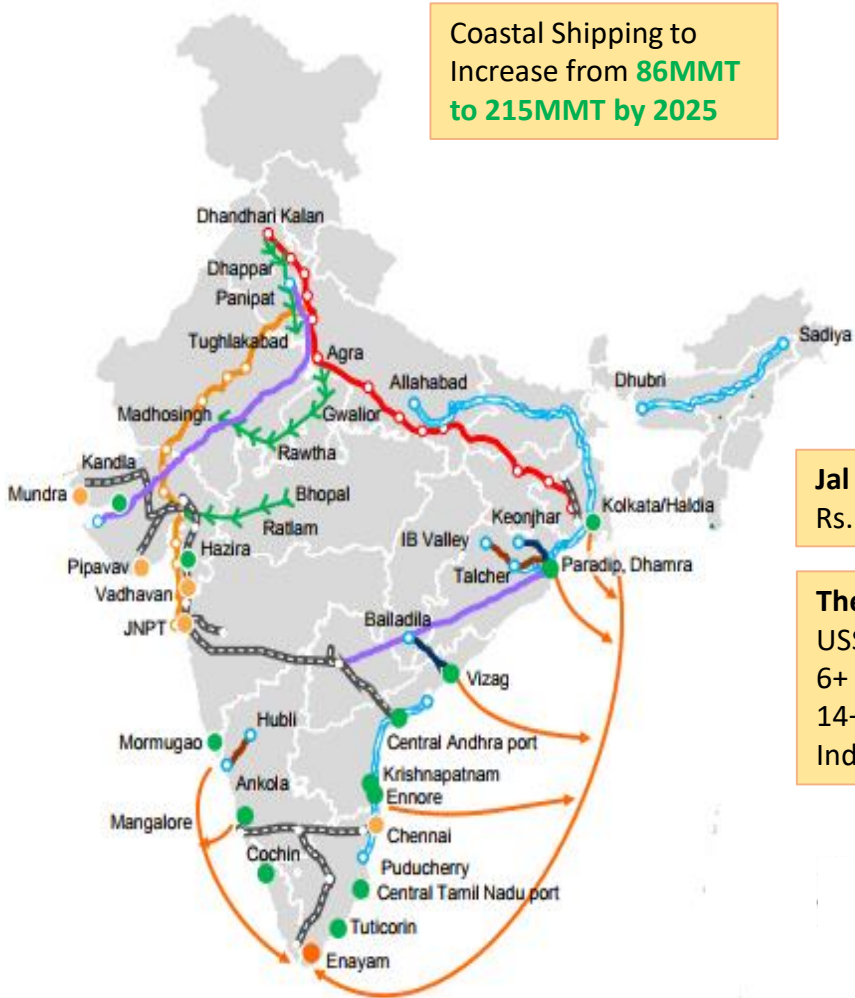 Coastal Shipping to
Increase from 86MMT
to 215MMT by 2025
Dhandhari Kalan
Dhappar
Panipat
Tughlakabad
Agra
Sadiya
Allahabad
Dhubri
Madhosingh
Gwalior
Rawtha
Kandla
Mundra
Bhopal
Ratlam
Kolkata/Haldia
Keonjhar
Hazira
IB Valley
Pipavav
Talcher
Paradip, Dhamra
Vadhavan
JNPT
Bailadila
Vizag
Hubli
Mormugao
Central Andhra port
Ankola
Krishnapatnam
Ennore
Mangalore
Chennai
Cochin
Puducherry
Central Tamil Nadu port
Tuticorin
Enayam
Jal
Rs.
The
US$
6+
14-
Ind